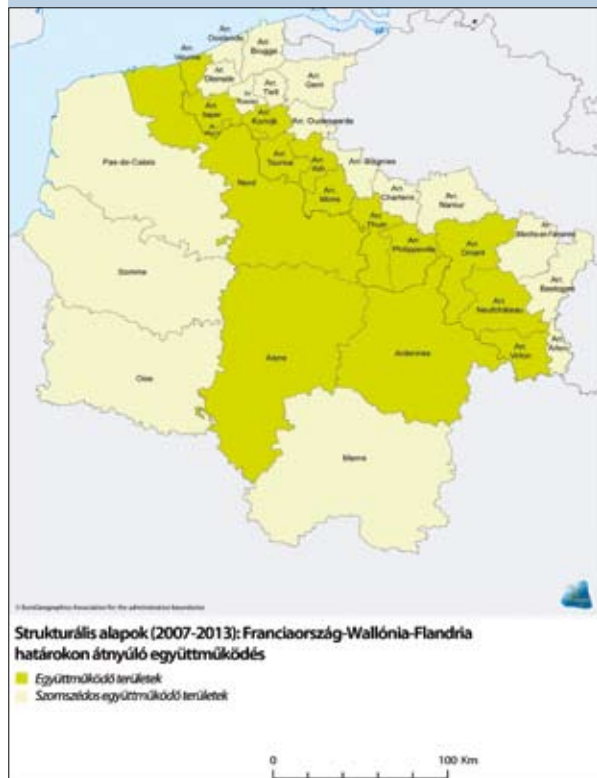 Arr. Oostende
Arr. Brugge
Arr. Veurne
Arr. Diksmuide
Arr. Tielt
Arr. Gent
Arr. Ieper
Arr. Kortrijk
Arr. Oudenaarde
Pas-de-Calais
Nord
Arr. Tournai
Arr. Ath
Arr. Mons
Arr. Soignies
Arr. Charleroi
Arr. Namur
Arr. Thuin
Arr. Philippeville
Arr. Dinant
Arr. Marche-en-Famenne
Arr. Bastogne
Somme
Arr. Neufchâteau
Arr. Virton
Arr. Arlon
Oise
Aisne
Ardennes
Marne
© EuroGeographics Association for the administrative boundaries
Strukturális alapok (2007-2013): Franciaország-Wallónia-Flandria
határokon átnyúló együttműködés
Együttműködő területek
Szomszédos együttműködő területek
0 100 Km